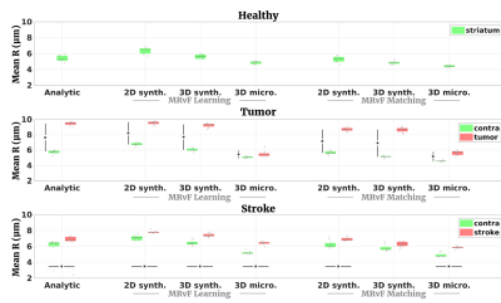 Healthy
Mean R (μm)
10
8
6
4
2
striatum
Analytic 2D synth. 3D synth. 3D micro. 2D synth. 3D synth. 3D micro.
MRvF Learning MRvF Matching
Tumor
Mean R (μm)
10
8
6
4
2
contra
tumor
Analytic 2D synth. 3D synth. 3D micro. 2D synth. 3D synth. 3D micro.
MRvF Learning MRvF Matching
Stroke
Mean R (μm)
10
8
6
4
2
contra
stroke
Analytic 2D synth. 3D synth. 3D micro. 2D synth. 3D synth. 3D micro.
MRvF Learning MRvF Matching